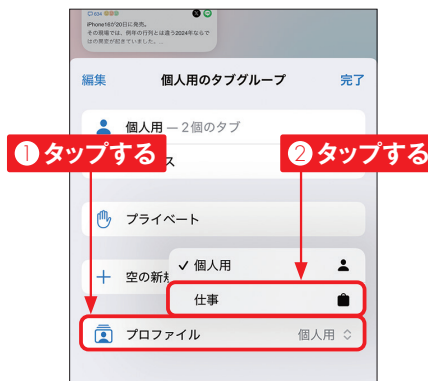 iPhone16が20日に発売。
その現場では、例年の行列とは違う2024年ならで
はの異変が起きていました。...
編集
個人用のタブグループ
完了
個人用 — 2個のタブ
①タップする
ス
②タップする
プライベート
空の新規
✓ 個人用
仕事
プロファイル
個人用